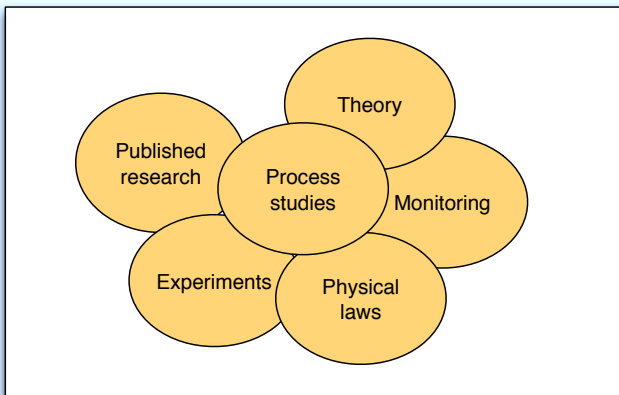 Theory
Published
research
Process
studies
Monitoring
Experiments
Physical
laws